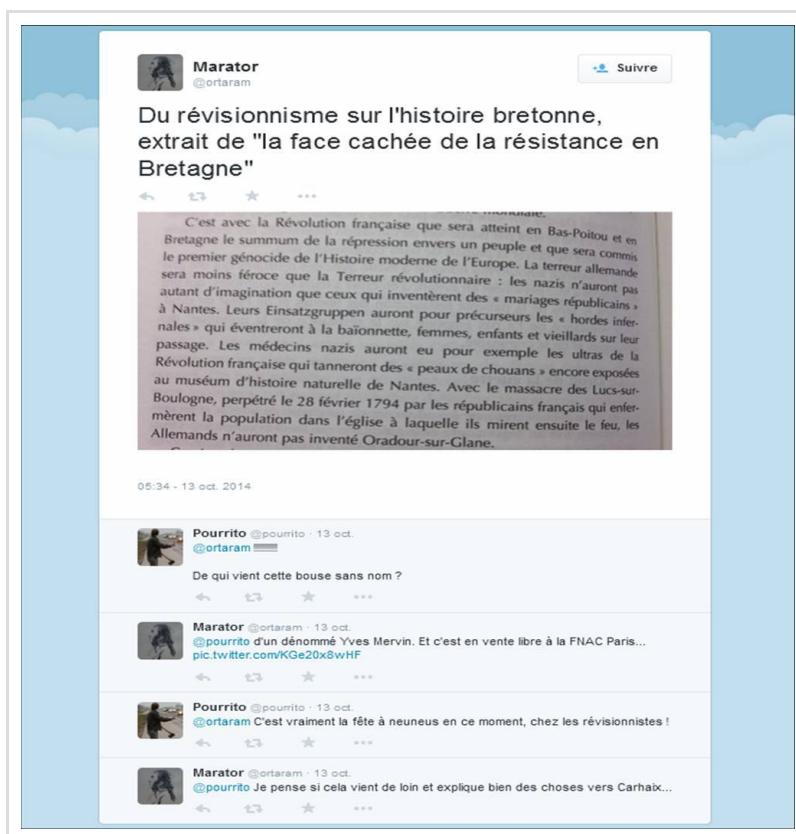 Marator
@ortaram
Suivre
Du révisionnisme sur l'histoire bretonne,
extrait de "la face cachée de la résistance en
Bretagne"
mondiale.
C'est avec la Révolution française que sera atteint en Bas-Poitou et en
Bretagne le summum de la répression envers un peuple et que sera commis
le premier génocide de l'Histoire moderne de l'Europe. La terreur allemande
sera moins féroce que la Terreur révolutionnaire : les nazis n'auront pas
autant d'imagination que ceux qui inventèrent des « mariages républicains »
à Nantes. Leurs Einsatzgruppen auront pour précurseurs les « hordes infer-
nales » qui éventreront à la baïonnette, femmes, enfants et vieillards sur leur
passage. Les médecins nazis auront eu pour exemple les ultras de la
Révolution française qui tanneront des « peaux de chouans » encore exposées
au muséum d'histoire naturelle de Nantes. Avec le massacre des Lucs-sur-
Boulogne, perpétré le 28 février 1794 par les républicains français qui enfer-
mèrent la population dans l'église à laquelle ils mirent ensuite le feu, les
Allemands n'auront pas inventé Oradour-sur-Glane.
05:34 - 13 oct. 2014
Pourrito @pourrito · 13 oct.
@ortaram
De qui vient cette bouse sans nom ?
Marator @ortaram · 13 oct.
@pourrito d'un dénommé Yves Mervin. Et c'est en vente libre à la FNAC Paris...
pic.twitter.com/KGe20x8wHF
Pourrito @pourrito · 13 oct.
@ortaram C'est vraiment la fête à neuneus en ce moment, chez les révisionnistes !
Marator @ortaram · 13 oct.
@pourrito Je pense si cela vient de loin et explique bien des choses vers Carhaix...